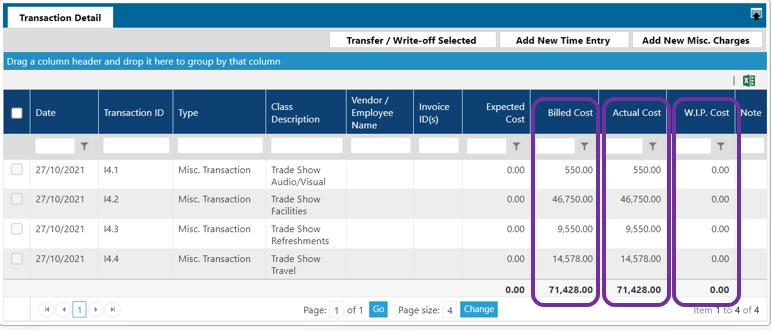 Transaction Detail
Transfer / Write-off Selected Add New Time Entry Add New Misc. Charges
Drag a column header and drop it here to group by that column
Date Transaction ID Type Class Description Vendor / Employee Name Invoice ID(s) Expected Cost Billed Cost Actual Cost W.I.P. Cost Note
27/10/2021 I4.1 Misc. Transaction Trade Show Audio/Visual 0.00 550.00 550.00 0.00
27/10/2021 I4.2 Misc. Transaction Trade Show Facilities 0.00 46,750.00 46,750.00 0.00
27/10/2021 I4.3 Misc. Transaction Trade Show Refreshments 0.00 9,550.00 9,550.00 0.00
27/10/2021 I4.4 Misc. Transaction Trade Show Travel 0.00 14,578.00 14,578.00 0.00
0.00 71,428.00 71,428.00 0.00
1 Page: 1 of 1 Go Page size: 4 Change Item 1 to 4 of 4